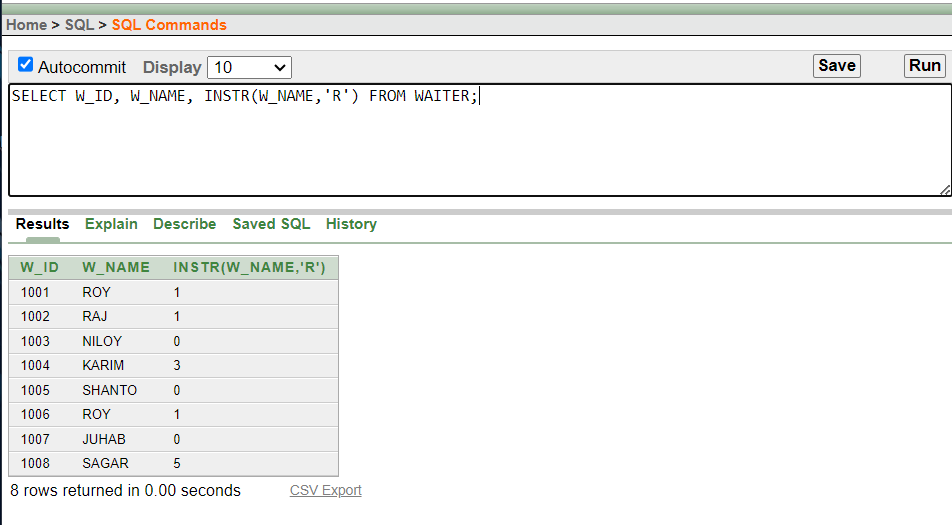 Home > SQL > SQL Commands
Autocommit Display 10 Save Run
SELECT W_ID, W_NAME, INSTR(W_NAME,'R') FROM WAITER;
Results Explain Describe Saved SQL History
W_ID W_NAME INSTR(W_NAME,'R')
1001 ROY 1
1002 RAJ 1
1003 NILOY 0
1004 KARIM 3
1005 SHANTO 0
1006 ROY 1
1007 JUHAB 0
1008 SAGAR 5
8 rows returned in 0.00 seconds CSV Export